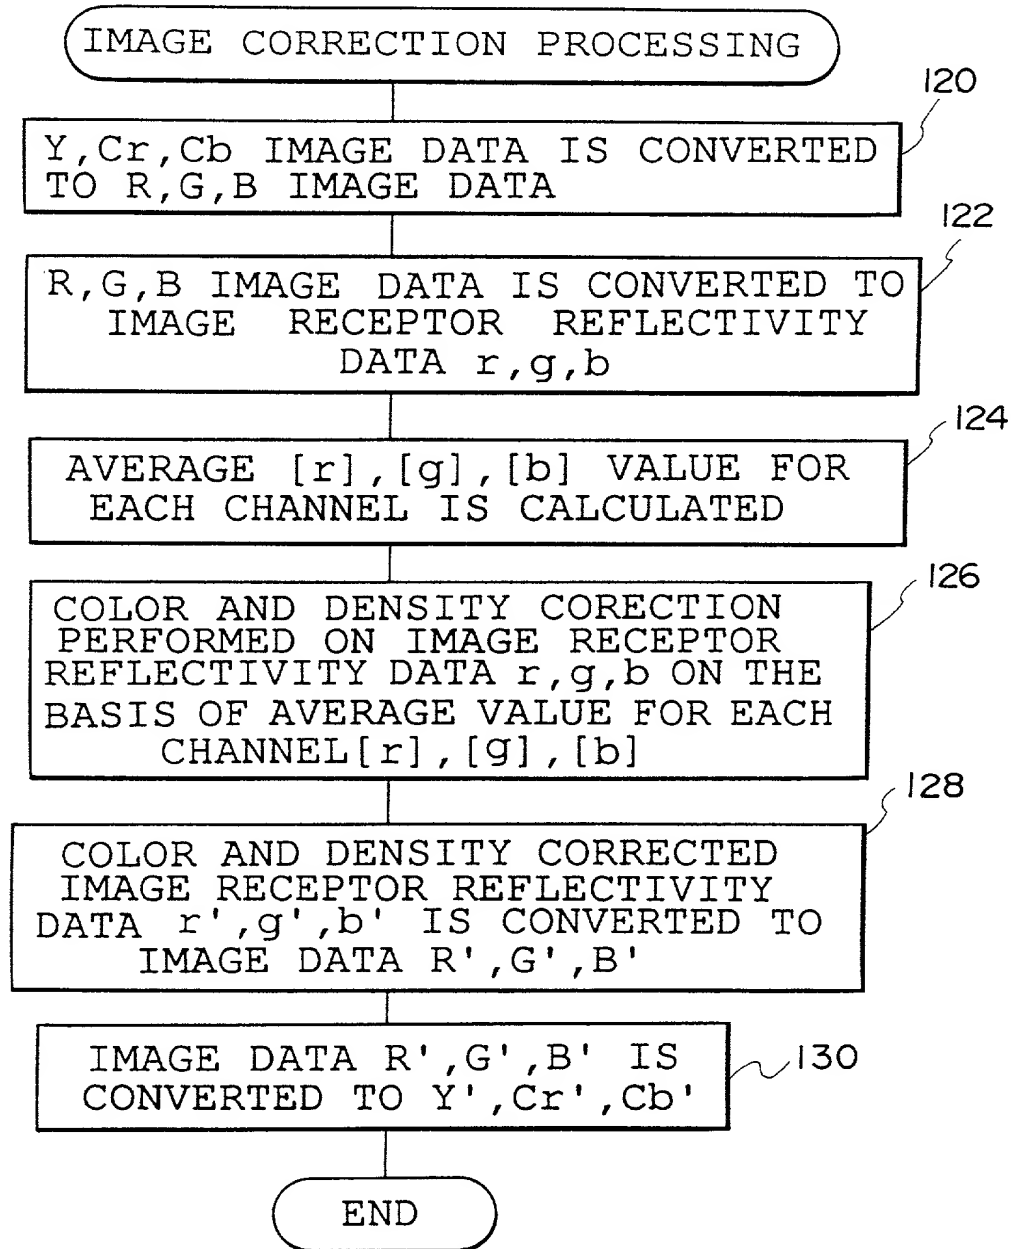 IMAGE CORRECTION PROCESSING
120
Y,Cr,Cb IMAGE DATA IS CONVERTED
TO R,G,B IMAGE DATA
122
R,G,B IMAGE DATA IS CONVERTED TO
IMAGE RECEPTOR REFLECTIVITY
DATA r,g,b
124
AVERAGE [r],[g],[b] VALUE FOR
EACH CHANNEL IS CALCULATED
126
COLOR AND DENSITY CORECTION
PERFORMED ON IMAGE RECEPTOR
REFLECTIVITY DATA r,g,b ON THE
BASIS OF AVERAGE VALUE FOR EACH
CHANNEL[r],[g],[b]
128
COLOR AND DENSITY CORRECTED
IMAGE RECEPTOR REFLECTIVITY
DATA r',g',b' IS CONVERTED TO
IMAGE DATA R',G',B'
130
IMAGE DATA R',G',B' IS
CONVERTED TO Y',Cr',Cb'
END